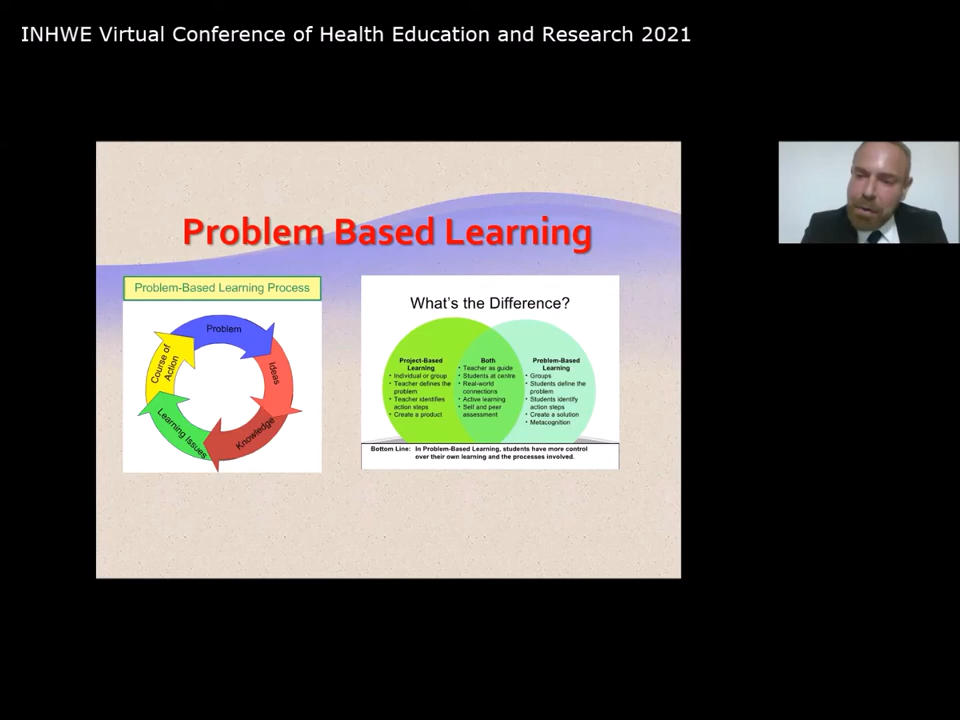 INHWE Virtual Conference of Health Education and Research 2021
Problem Based Learning
Problem-Based Learning Process
Problem
Ideas
Knowledge
Learning Issues
Course of
Action
What's the Difference?
Project-Based
Learning
• Individual or group
• Teacher defines the
problem
• Teacher identifies
action steps
• Create a product
Both
• Teacher as guide
• Students at centre
• Real-world
connections
• Active learning
• Self and peer
assessment
Problem-Based
Learning
• Groups
• Students define the
problem
• Students identify
action steps
• Create a solution
• Metacognition
Bottom Line: In Problem-Based Learning, students have more control
over their own learning and the processes involved.